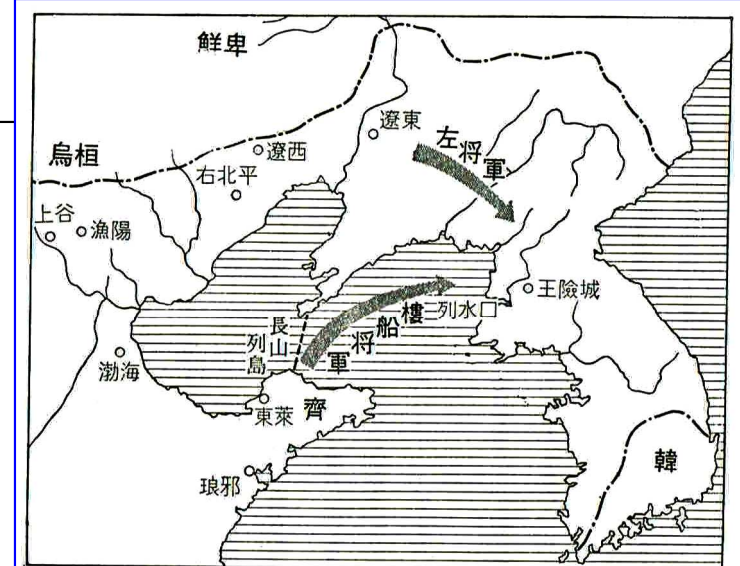 鮮卑
烏桓
遼西
遼東
左将軍
右北平
上谷
漁陽
王險城
列水口
樓船将軍
長山
列島
渤海
東萊
齊
琅邪
韓